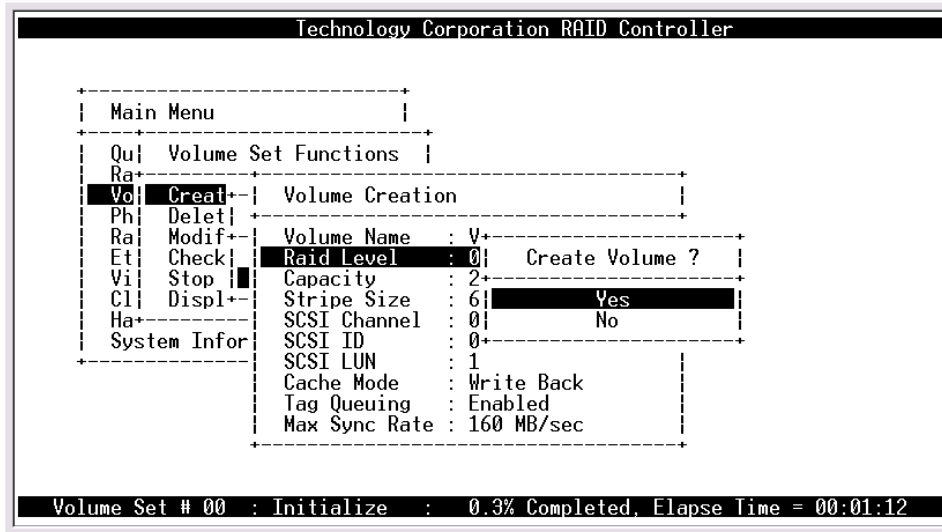 Technology Corporation RAID Controller
Main Menu
Qu Volume Set Functions
Ra
Vo Creat Volume Creation
Ph Delet
Ra Modif Volume Name : V
Et Check Raid Level : 0 Create Volume ?
Vi Stop Capacity : 2
Cl Displ Stripe Size : 6 Yes
Ha SCSI Channel : 0 No
System Infor SCSI ID : 0
SCSI LUN : 1
Cache Mode : Write Back
Tag Queuing : Enabled
Max Sync Rate : 160 MB/sec
Volume Set # 00 : Initialize : 0.3% Completed, Elapse Time = 00:01:12